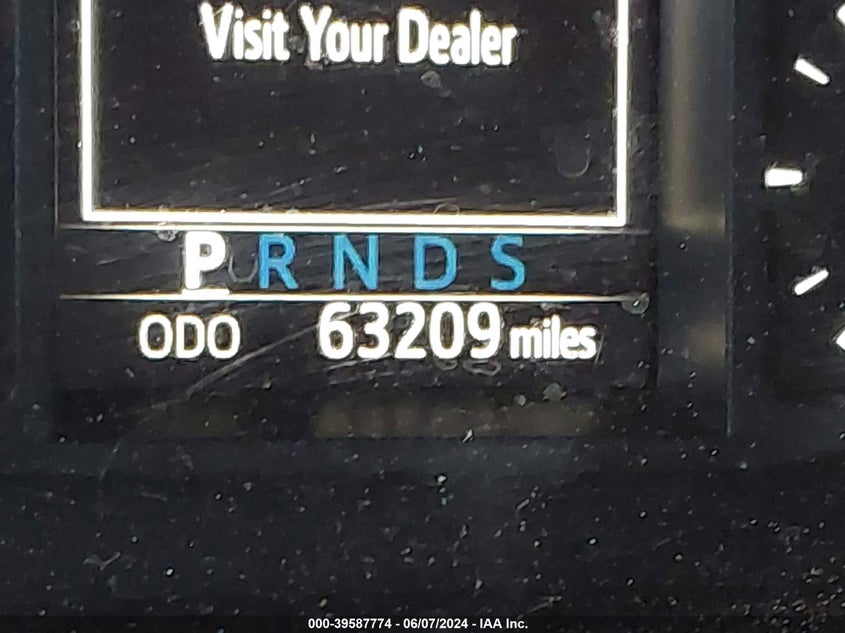 Visit Your Dealer
P R N D S
ODO 63209 miles
000-39587774 - 06/07/2024 - IAA Inc.